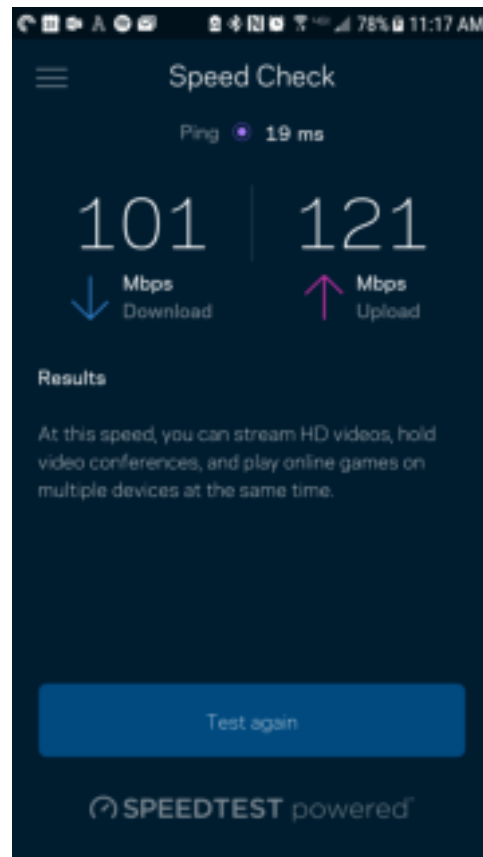 78% 11:17 AM
Speed Check
Ping 19 ms
101 121
Mbps Mbps
Download Upload
Results
At this speed, you can stream HD videos, hold
video conferences, and play online games on
multiple devices at the same time.
Test again
SPEEDTEST powered